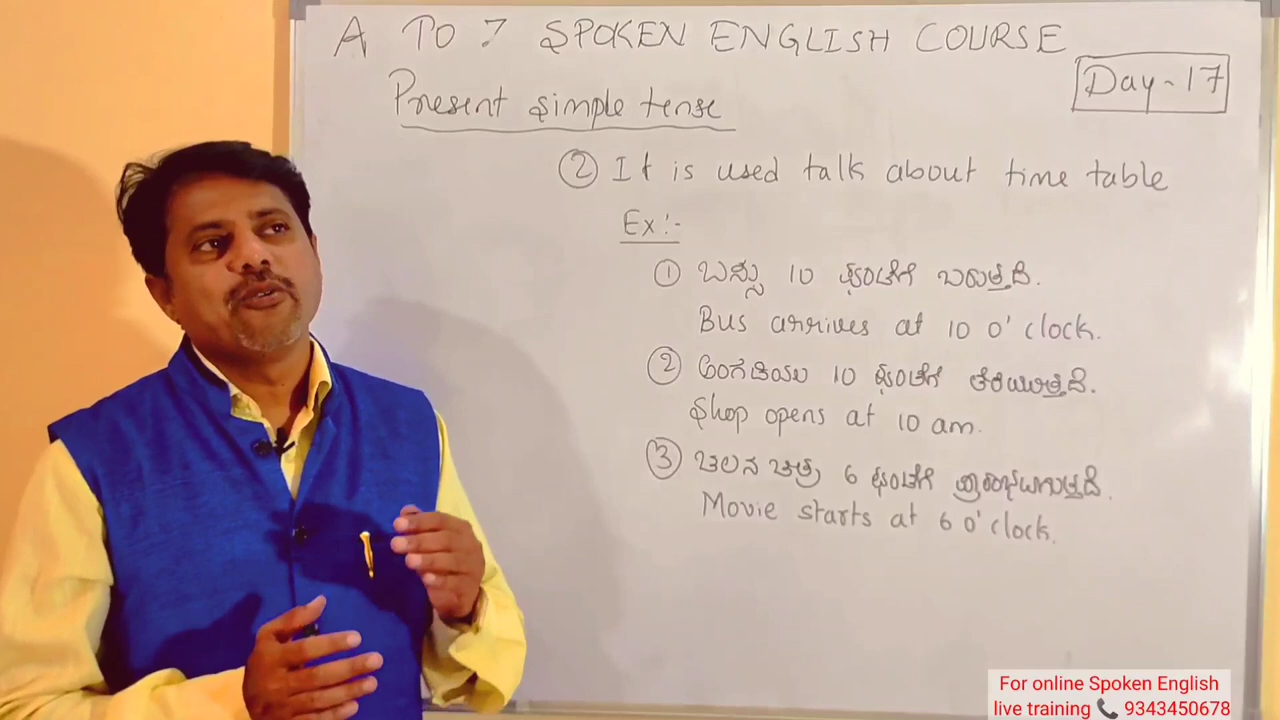 A TO Z SPOKEN ENGLISH COURSE
Day-17
Present simple tense
② It is used talk about time table
Ex:-
① ಬಸ್ಸು 10 ಘಂಟೆಗೆ ಬರುತ್ತದೆ.
Bus arrives at 10 O'clock.
② ಅಂಗಡಿಯು 10 ಘಂಟೆಗೆ ತೆರೆಯುತ್ತದೆ.
Shop opens at 10 am.
③ ಚಲನ ಚಿತ್ರ 6 ಘಂಟೆಗೆ ಪ್ರಾರಂಭವಾಗುತ್ತದೆ.
Movie starts at 6 O'clock.
For online Spoken English
live training 📞 9343450678